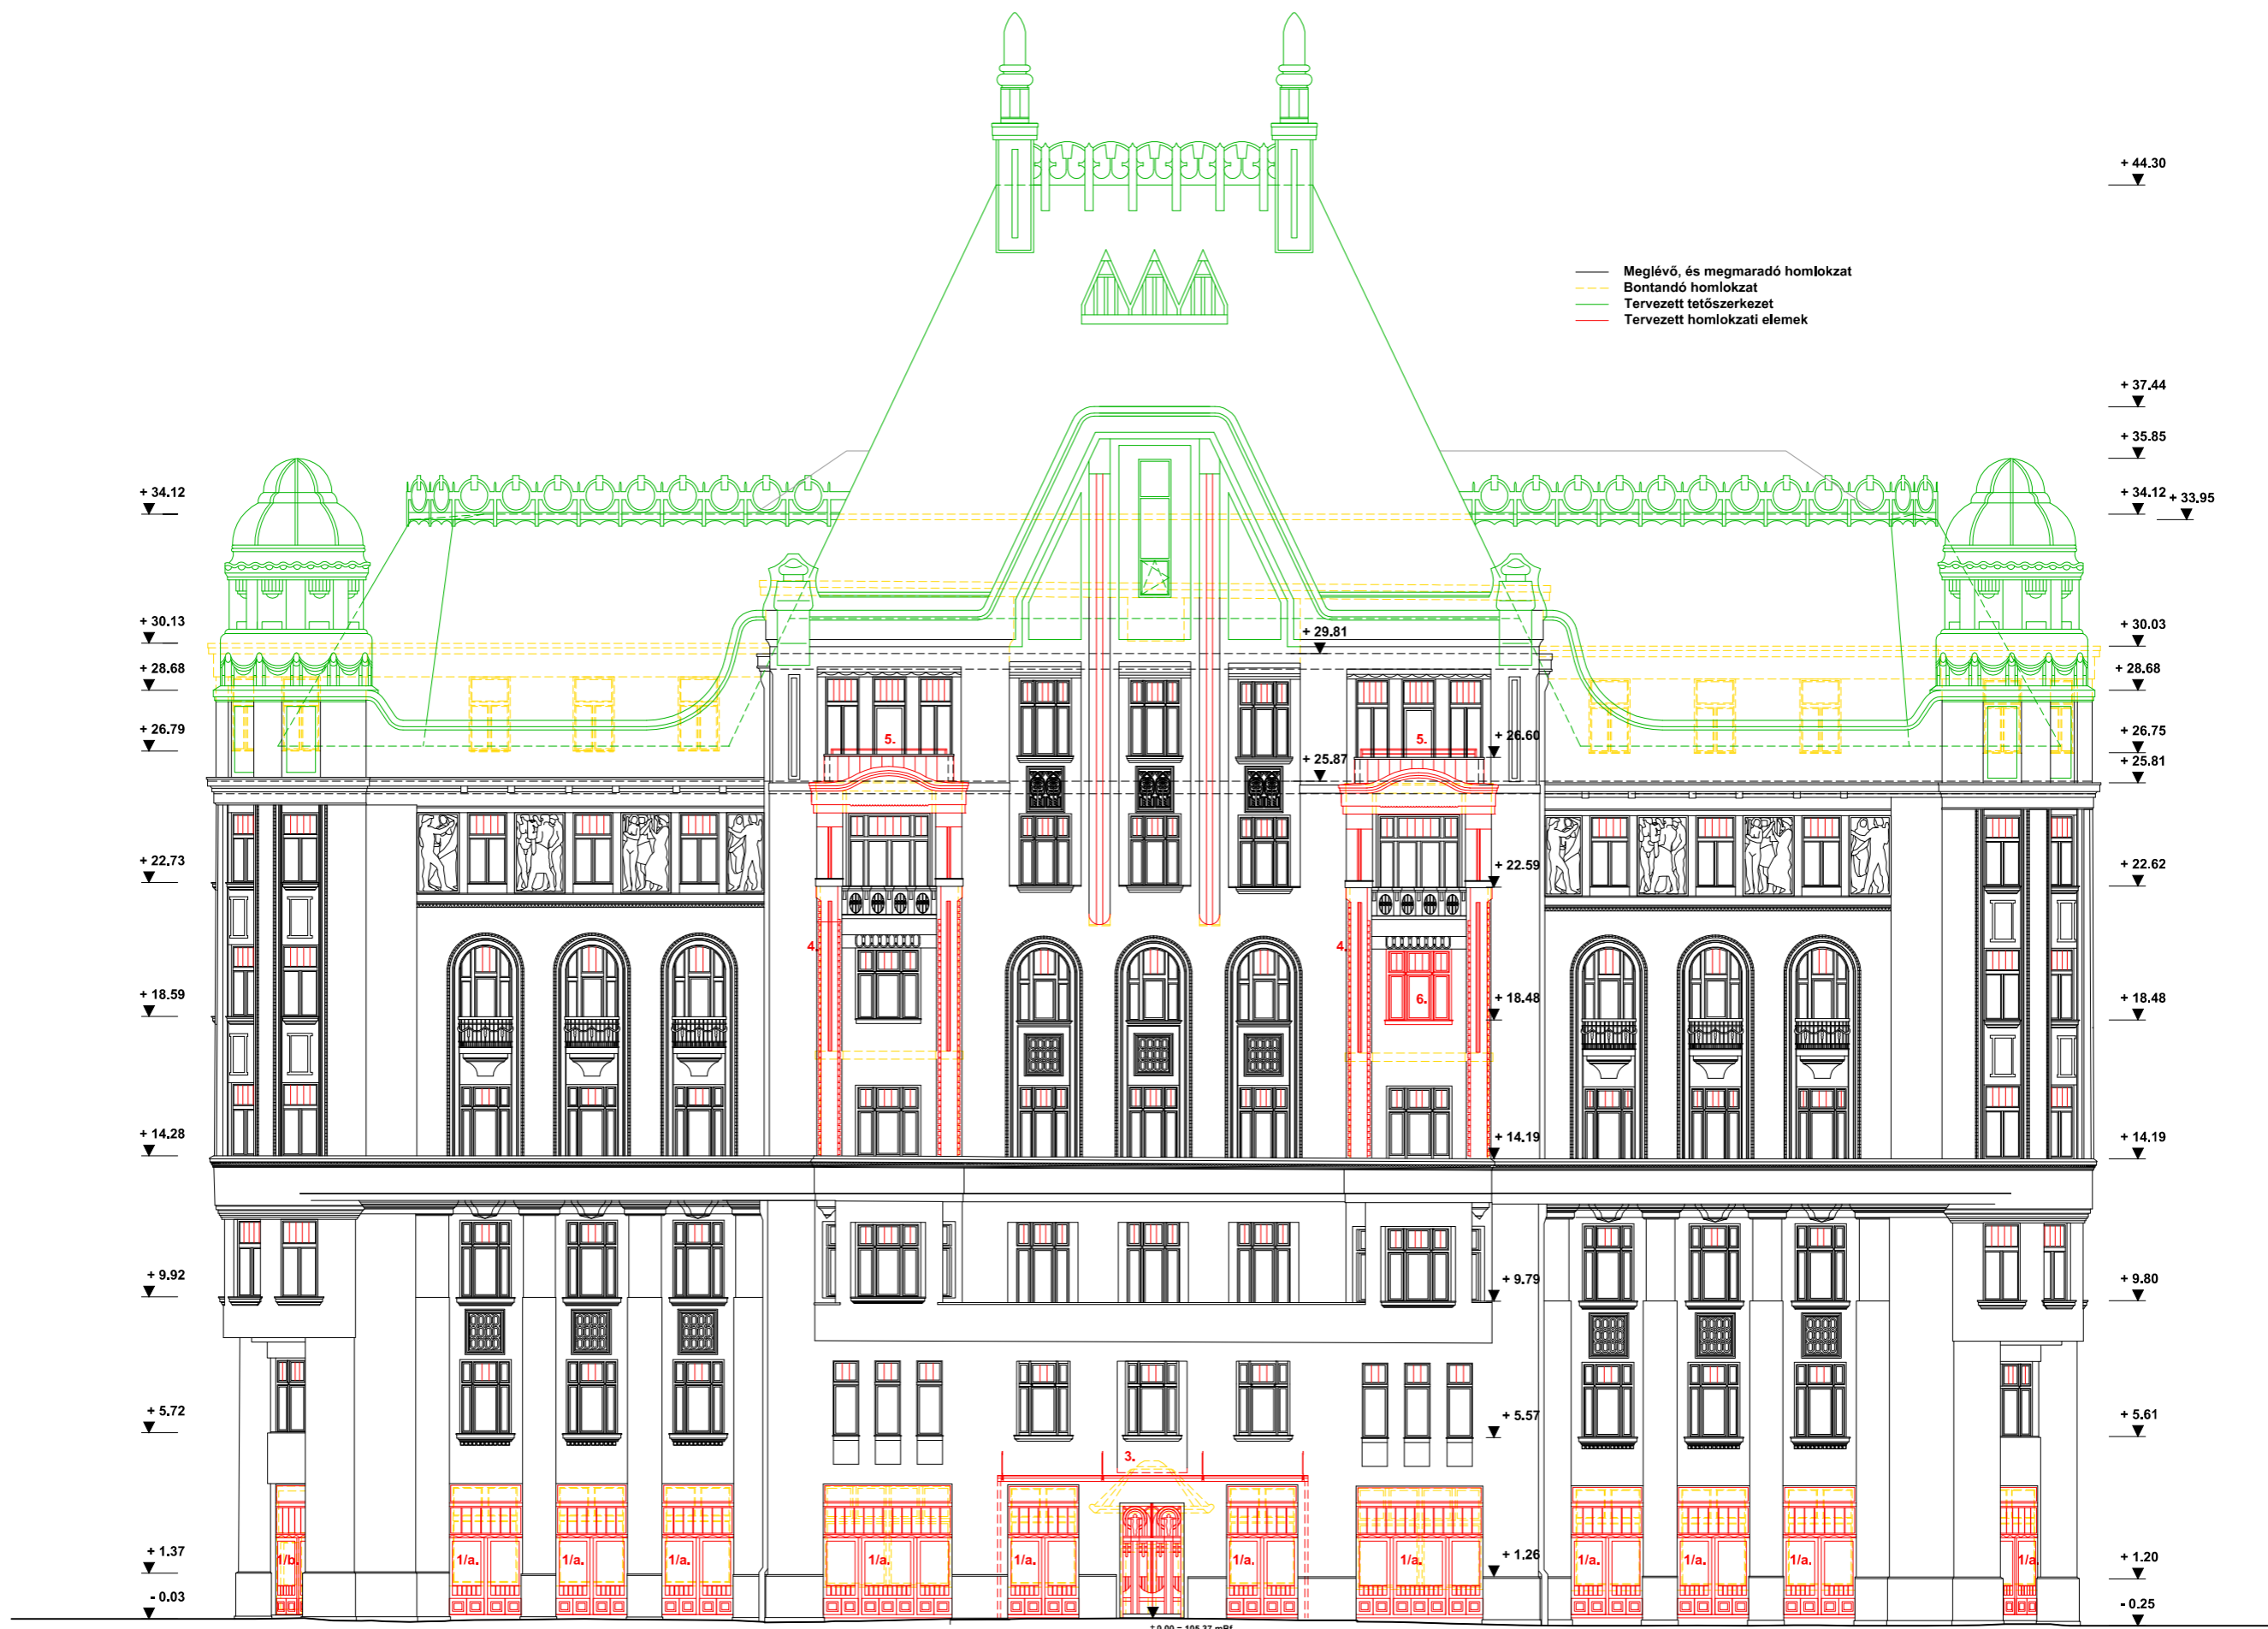 + 44.30
Meglévő, és megmaradó homlokzat
Bontandó homlokzat
Tervezett tetőszerkezet
Tervezett homlokzati elemek
+ 37.44
+ 35.85
+ 34.12
+ 34.12 + 33.95
+ 30.13
+ 29.81
+ 30.03
+ 28.68
+ 28.68
+ 26.79
5.
5.
+ 26.60
+ 26.75
+ 25.87
+ 25.81
+ 22.73
+ 22.59
+ 22.62
4.
4.
+ 18.59
6.
+ 18.48
+ 18.48
+ 14.28
+ 14.19
+ 14.19
+ 9.92
+ 9.79
+ 9.80
+ 5.72
+ 5.57
+ 5.61
3.
+ 1.37
1/b.
1/a.
1/a.
1/a.
1/a.
1/a.
1/a.
1/a.
+ 1.26
1/a.
1/a.
1/a.
1/a.
+ 1.20
- 0.03
- 0.25
± 0.00 = 105.37 mBf.